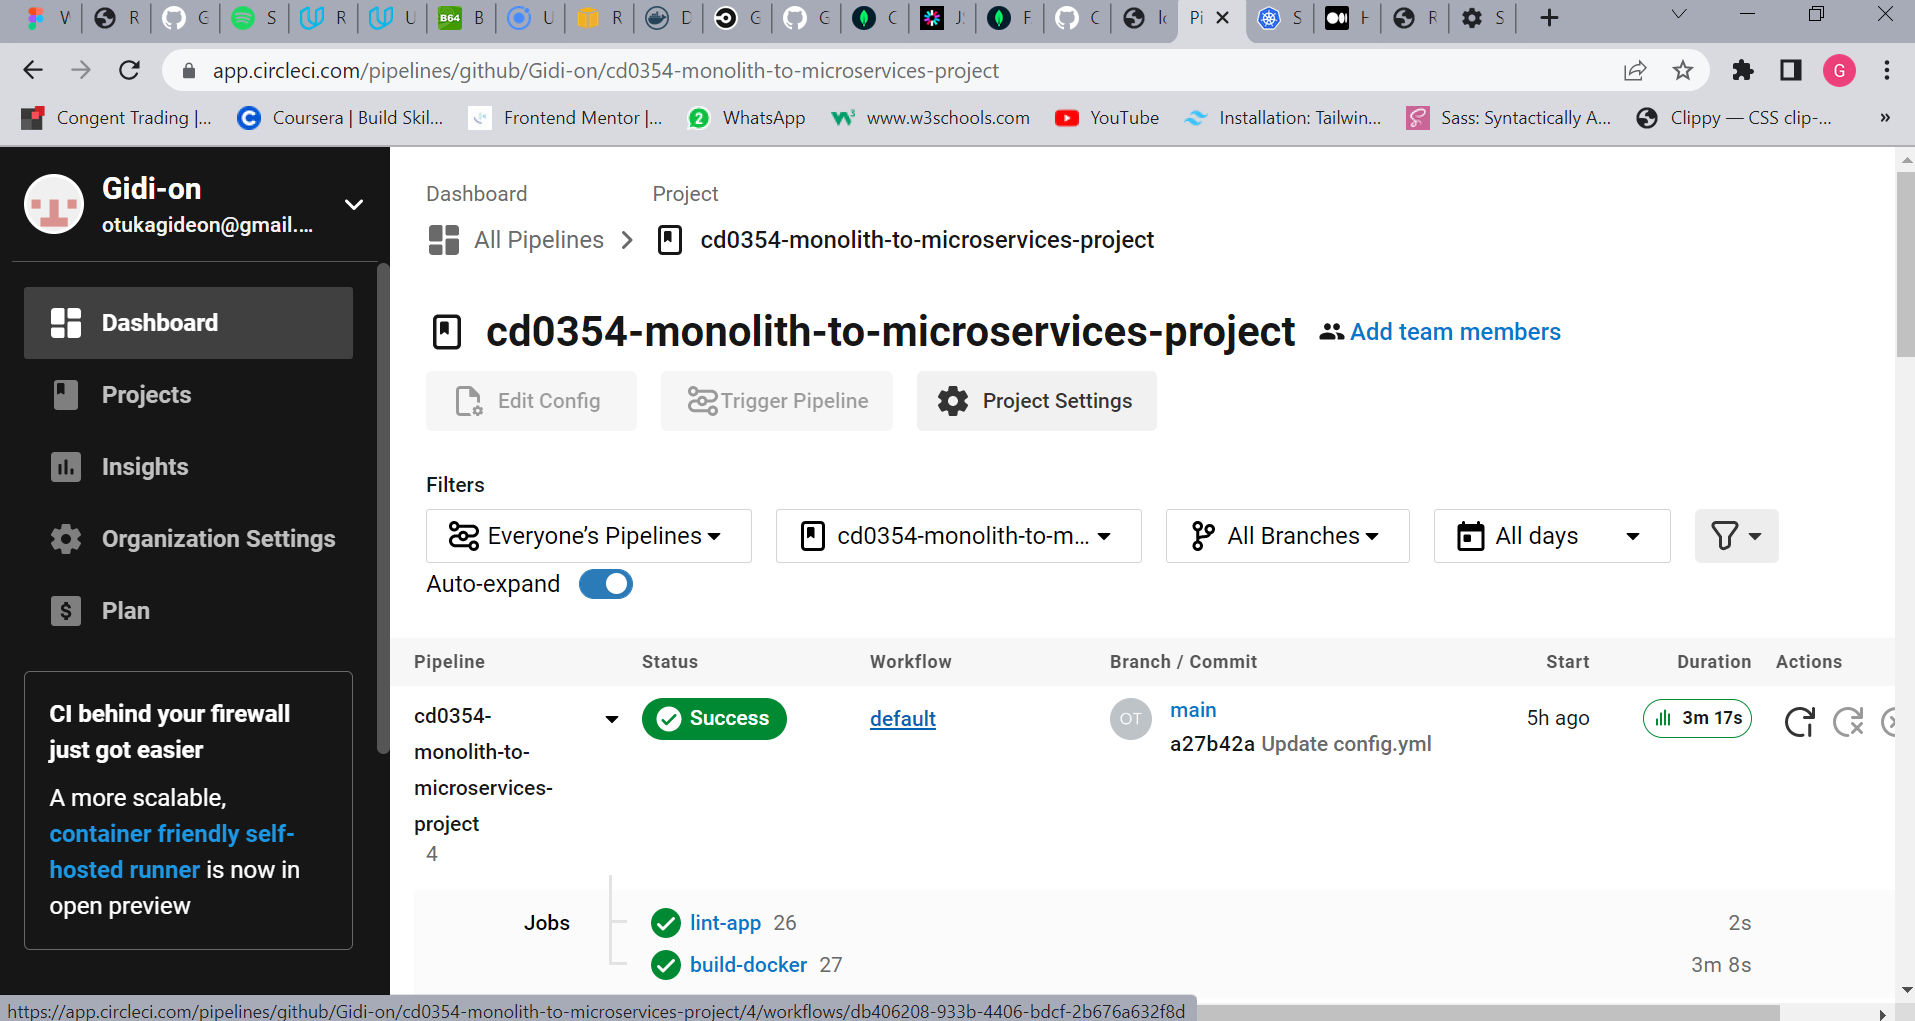 W R G S R U B64 B U R D G G C JS F C Ic Pi S H R S
app.circleci.com/pipelines/github/Gidi-on/cd0354-monolith-to-microservices-project
G
Congent Trading |... Coursera | Build Skil... Frontend Mentor |... 2 WhatsApp www.w3schools.com YouTube Installation: Tailwin... Sass: Syntactically A... Clippy — CSS clip-... »
Gidi-on
otukagideon@gmail....
Dashboard
Projects
Insights
Organization Settings
Plan
CI behind your firewall
just got easier
A more scalable,
container friendly self-
hosted runner is now in
open preview
Dashboard Project
All Pipelines cd0354-monolith-to-microservices-project
cd0354-monolith-to-microservices-project Add team members
Edit Config Trigger Pipeline Project Settings
Filters
Everyone’s Pipelines cd0354-monolith-to-m... All Branches All days
Auto-expand
Pipeline Status Workflow Branch / Commit Start Duration Actions
cd0354-
monolith-to-
microservices-
project
4
Success default OT main 5h ago 3m 17s
a27b42a Update config.yml
Jobs lint-app 26 2s
build-docker 27 3m 8s
https://app.circleci.com/pipelines/github/Gidi-on/cd0354-monolith-to-microservices-project/4/workflows/db406208-933b-4406-bdcf-2b676a632f8d